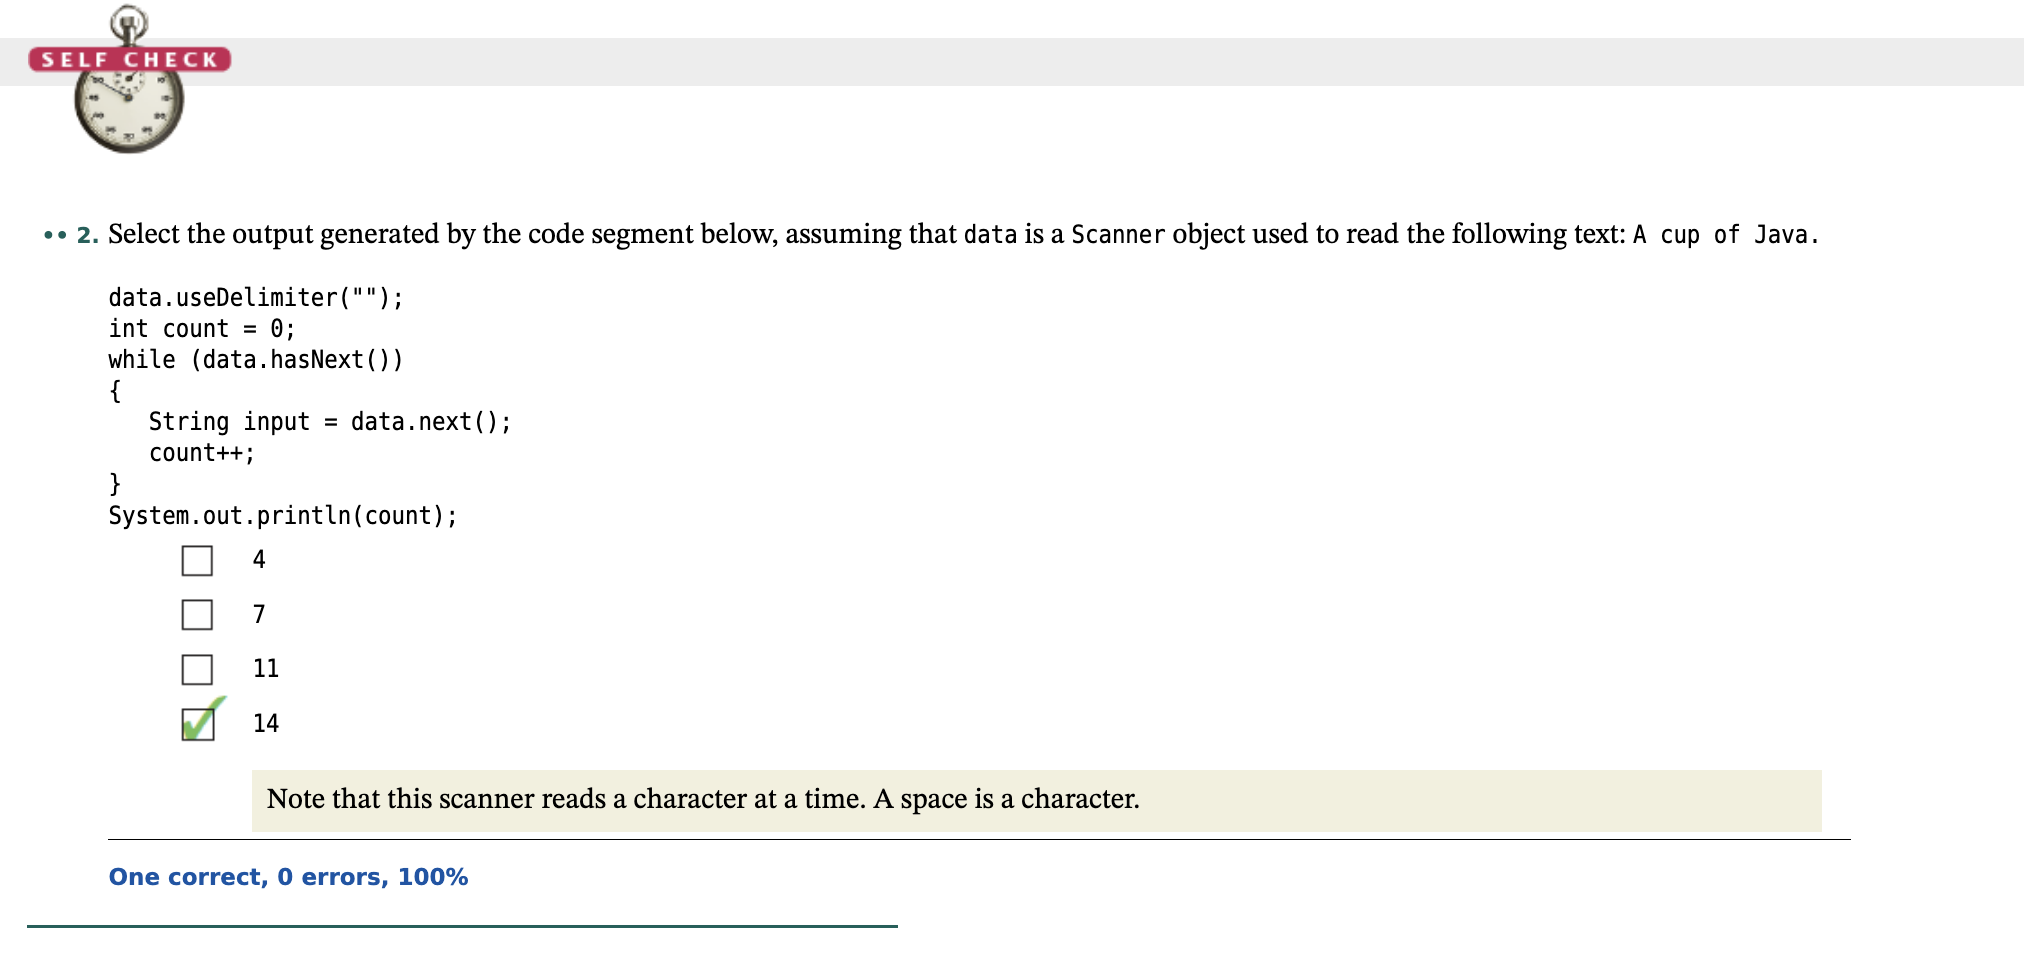 SELF CHECK
•• 2. Select the output generated by the code segment below, assuming that data is a Scanner object used to read the following text: A cup of Java.
data.useDelimiter("");
int count = 0;
while (data.hasNext())
{
   String input = data.next();
   count++;
}
System.out.println(count);
4
7
11
14
Note that this scanner reads a character at a time. A space is a character.
One correct, 0 errors, 100%